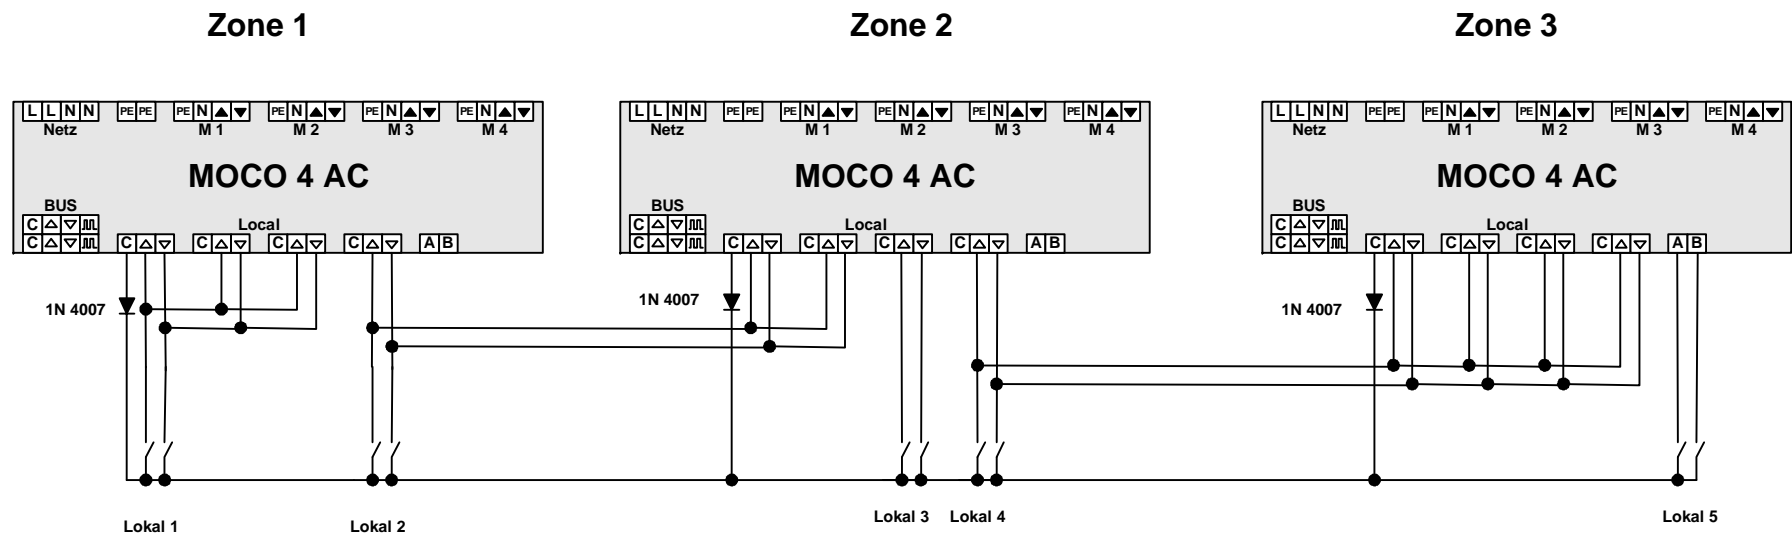 Zone 1 Zone 2 Zone 3
L L N N PE PE PE N ▲ ▼ PE N ▲ ▼ PE N ▲ ▼ PE N ▲ ▼ L L N N PE PE PE N ▲ ▼ PE N ▲ ▼ PE N ▲ ▼ PE N ▲ ▼ L L N N PE PE PE N ▲ ▼ PE N ▲ ▼ PE N ▲ ▼ PE N ▲ ▼
Netz M 1 M 2 M 3 M 4 Netz M 1 M 2 M 3 M 4 Netz M 1 M 2 M 3 M 4
MOCO 4 AC MOCO 4 AC MOCO 4 AC
BUS BUS BUS
C △ ▽ Local C △ ▽ Local C △ ▽ Local
C △ ▽ C △ ▽ C △ ▽ C △ ▽ C △ ▽ A B C △ ▽ C △ ▽ C △ ▽ C △ ▽ C △ ▽ A B C △ ▽ C △ ▽ C △ ▽ C △ ▽ C △ ▽ A B
1N 4007 1N 4007 1N 4007
Lokal 1 Lokal 2 Lokal 3 Lokal 4 Lokal 5